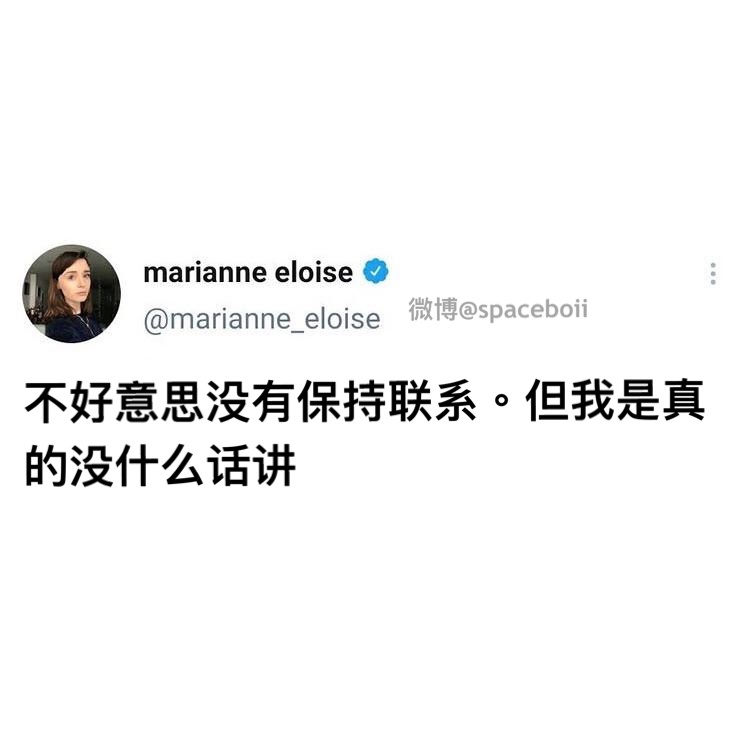 marianne eloise
@marianne_eloise
微博@spaceboii
不好意思没有保持联系。但我是真
的没什么话讲